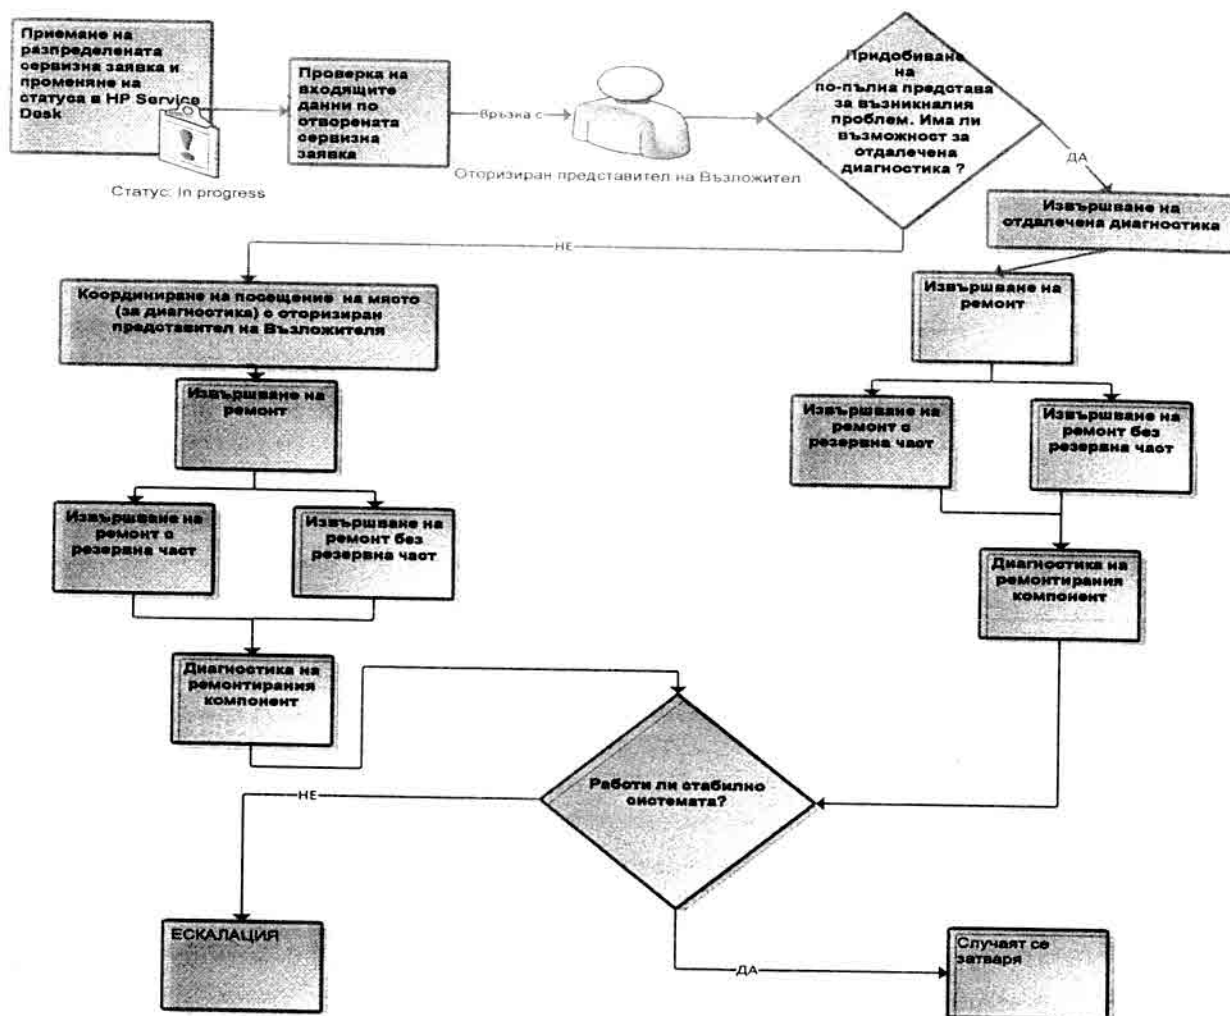 Приемане на
разпределената
сервизна заявка и
променяне на
статуса в HP Service
Desk
Статус: In progress
Проверка на
входящите
данни по
отворената
сервизна
заявка
Връзка с
Оторизиран представител на Възложител
Придобиване
на
по-пълна представа
за възникналия
проблем. Има ли
възможност за
отдалечена
диагностика ?
ДА
Извършване на
отдалечена диагностика
НЕ
Координиране на посещение на място
(за диагностика) с оторизиран
представител на Възложителя
Извършване на
ремонт
Извършване на
ремонт
Извършване на
ремонт с
резервна част
Извършване на
ремонт без
резервна част
Извършване на
ремонт с
резервна част
Извършване на
ремонт без
резервна част
Диагностика на
ремонтирания
компонент
Диагностика на
ремонтирания
компонент
Работи ли стабилно
системата?
НЕ
ЕСКАЛАЦИЯ
ДА
Случаят се
затваря